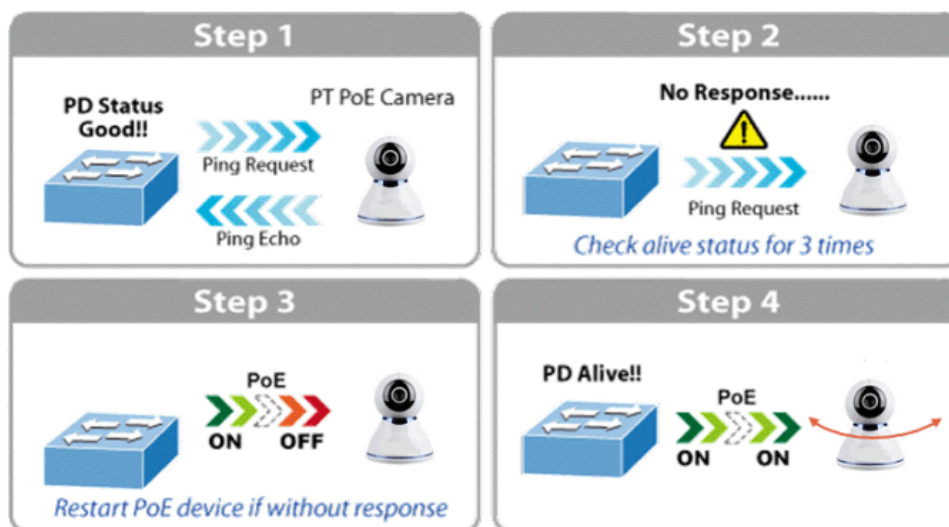 Step 1
PD Status
Good!!
PT PoE Camera
Ping Request
Ping Echo
Step 2
No Response......
Ping Request
Check alive status for 3 times
Step 3
PoE
ON OFF
Restart PoE device if without response
Step 4
PD Alive!!
PoE
ON ON